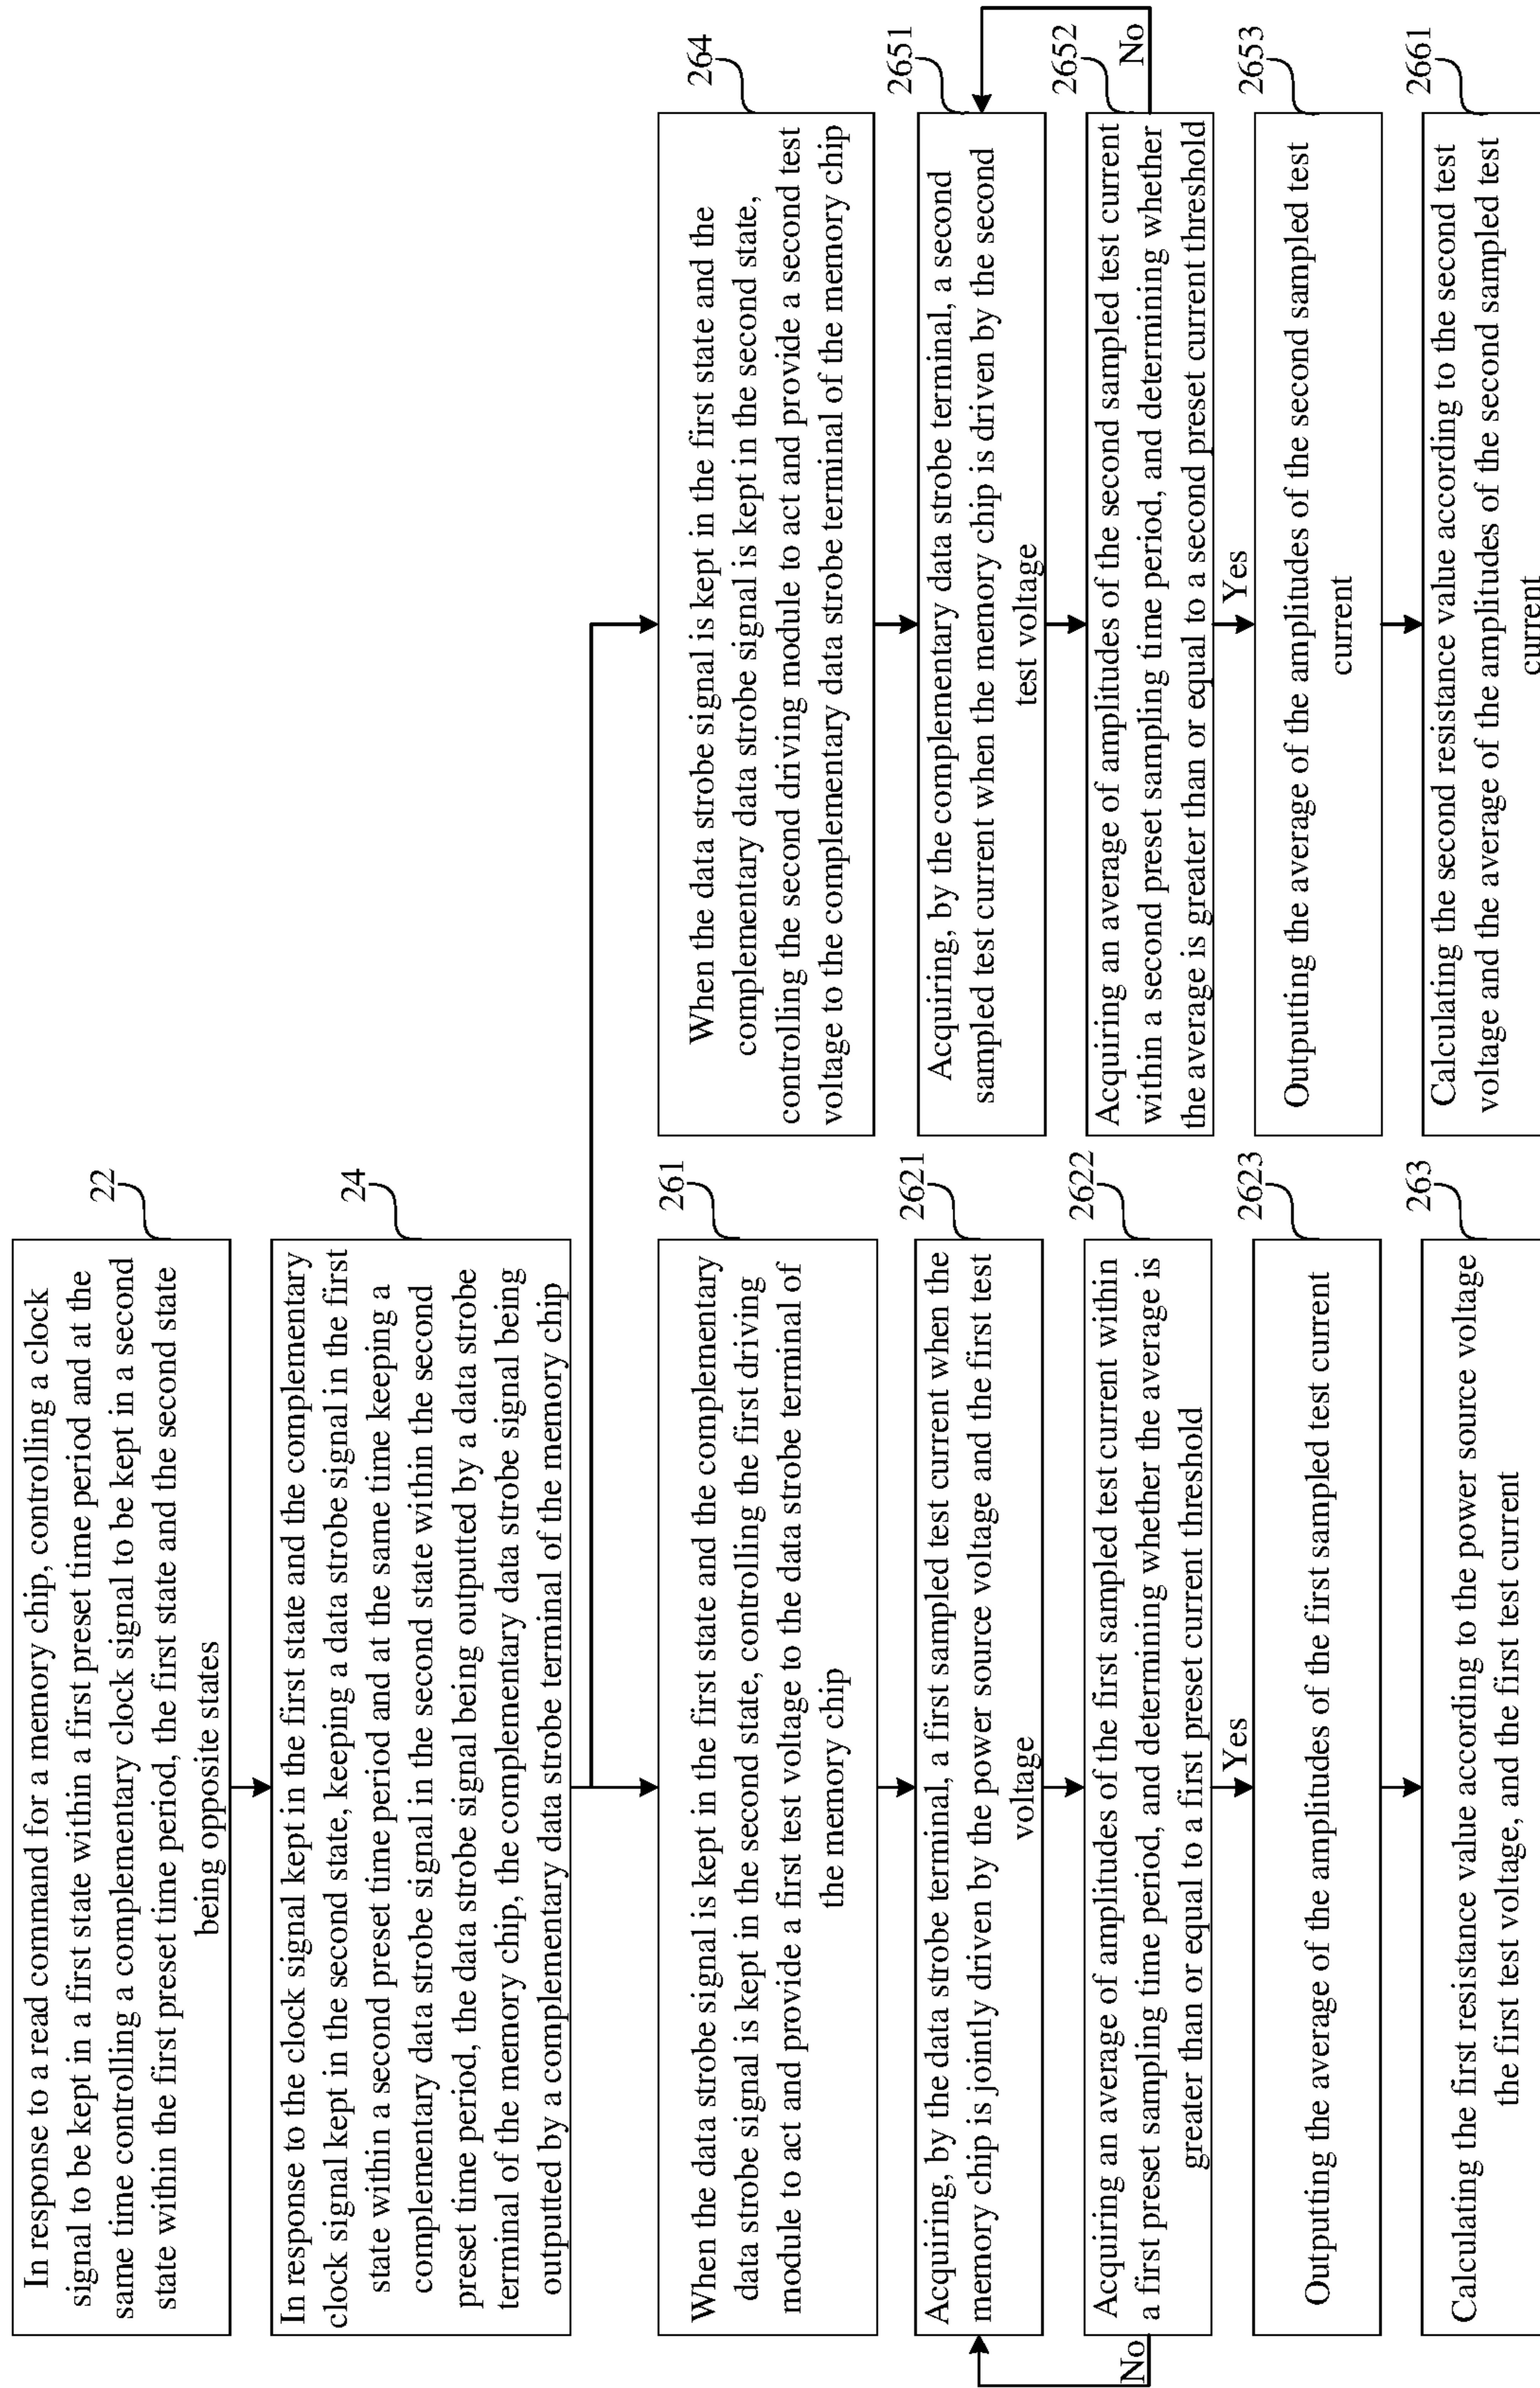 22
In response to a read command for a memory chip, controlling a clock
signal to be kept in a first state within a first preset time period and at the
same time controlling a complementary clock signal to be kept in a second
state within the first preset time period, the first state and the second state
being opposite states
24
In response to the clock signal kept in the first state and the complementary
clock signal kept in the second state, keeping a data strobe signal in the first
state within a second preset time period and at the same time keeping a
complementary data strobe signal in the second state within the second
preset time period, the data strobe signal being outputted by a data strobe
terminal of the memory chip, the complementary data strobe signal being
outputted by a complementary data strobe terminal of the memory chip
261
When the data strobe signal is kept in the first state and the complementary
data strobe signal is kept in the second state, controlling the first driving
module to act and provide a first test voltage to the data strobe terminal of
the memory chip
2621
Acquiring, by the data strobe terminal, a first sampled test current when the
memory chip is jointly driven by the power source voltage and the first test
voltage
2622
Acquiring an average of amplitudes of the first sampled test current within
a first preset sampling time period, and determining whether the average is
greater than or equal to a first preset current threshold
No
Yes
2623
Outputting the average of the amplitudes of the first sampled test current
263
Calculating the first resistance value according to the power source voltage
the first test voltage, and the first test current
264
When the data strobe signal is kept in the first state and the
complementary data strobe signal is kept in the second state,
controlling the second driving module to act and provide a second test
voltage to the complementary data strobe terminal of the memory chip
2651
Acquiring, by the complementary data strobe terminal, a second
sampled test current when the memory chip is driven by the second
test voltage
2652
Acquiring an average of amplitudes of the second sampled test current
within a second preset sampling time period, and determining whether
the average is greater than or equal to a second preset current threshold
No
Yes
2653
Outputting the average of the amplitudes of the second sampled test
current
2661
Calculating the second resistance value according to the second test
voltage and the average of the amplitudes of the second sampled test
current